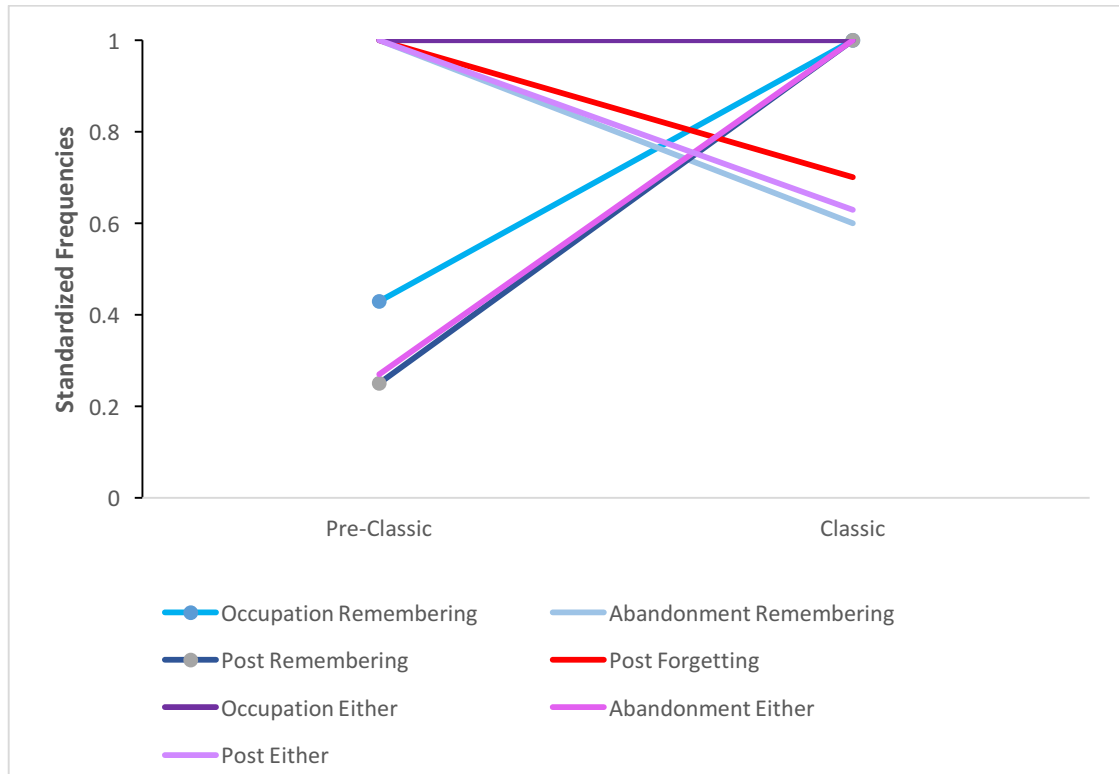 1
0.8
0.6
0.4
0.2
0
Standardized Frequencies
Pre-Classic Classic
Occupation Remembering Abandonment Remembering
Post Remembering Post Forgetting
Occupation Either Abandonment Either
Post Either